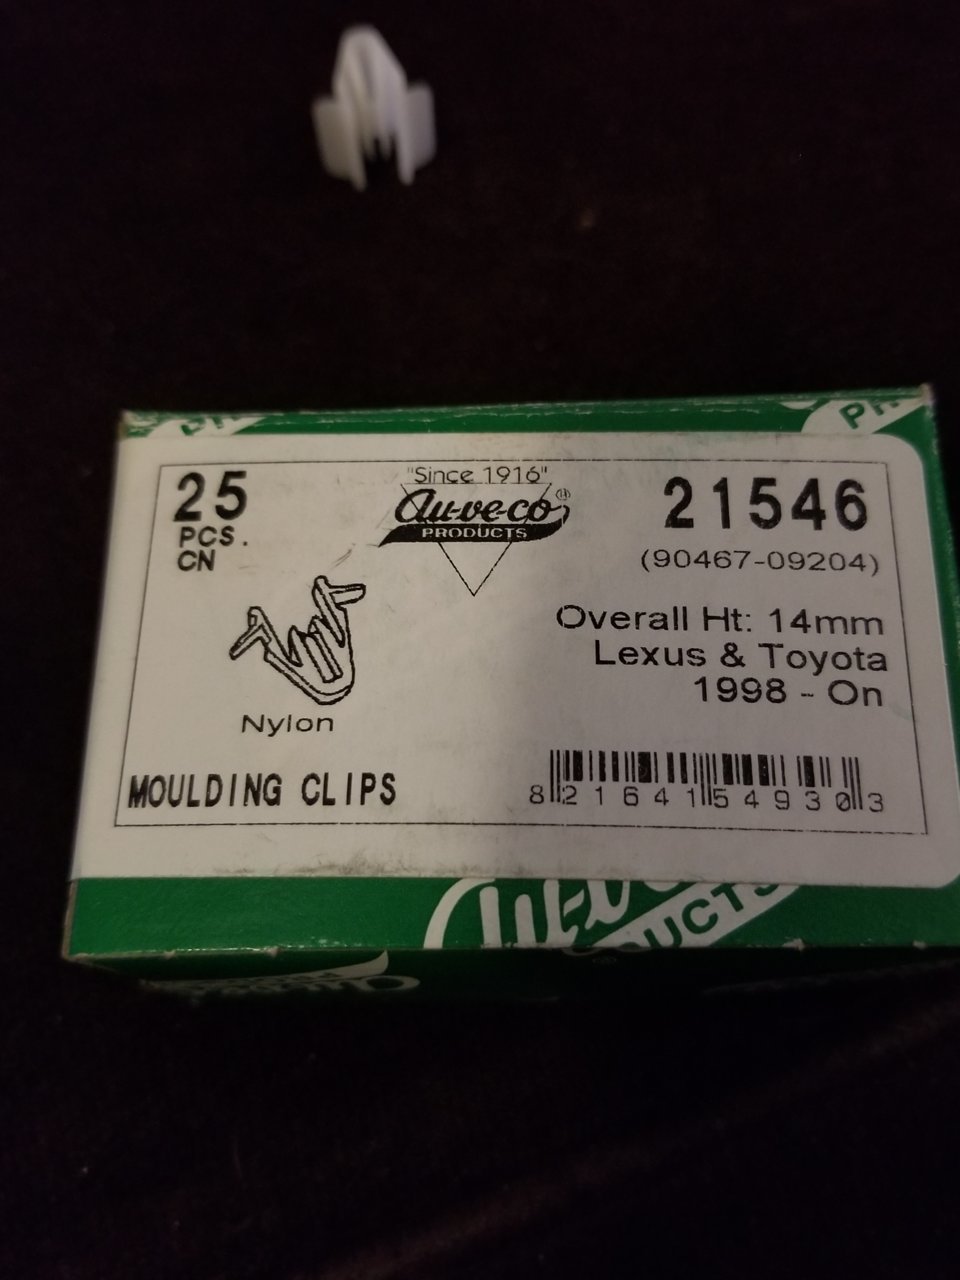 25
PCS.
CN
"Since 1916"
Au-ve-co®
PRODUCTS
21546
(90467-09204)
Overall Ht: 14mm
Lexus & Toyota
1998 - On
Nylon
MOULDING CLIPS
8 21641 54930 3